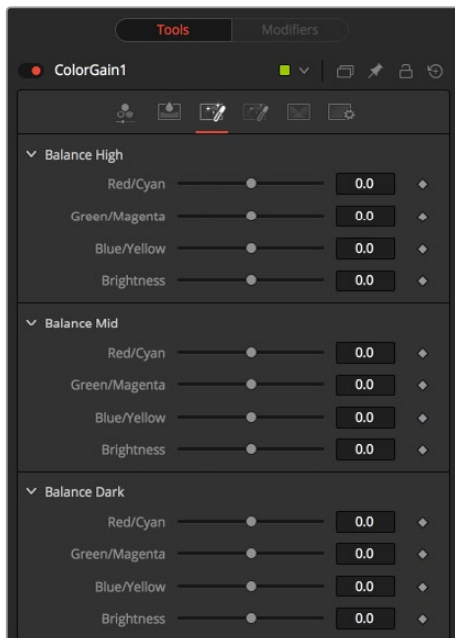 Tools Modifiers
ColorGain1
Balance High
Red/Cyan 0.0
Green/Magenta 0.0
Blue/Yellow 0.0
Brightness 0.0
Balance Mid
Red/Cyan 0.0
Green/Magenta 0.0
Blue/Yellow 0.0
Brightness 0.0
Balance Dark
Red/Cyan 0.0
Green/Magenta 0.0
Blue/Yellow 0.0
Brightness 0.0